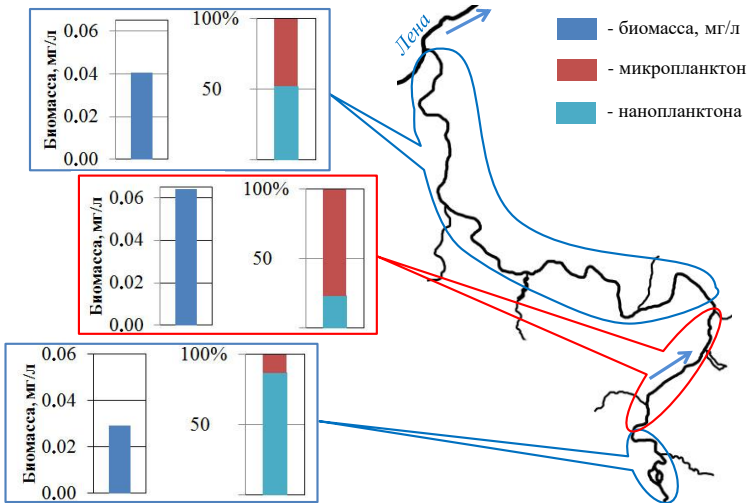 Биомасса, мг/л
0.06
0.04
0.02
0.00
100%
50
Биомасса, мг/л
0.06
0.04
0.02
0.00
100%
50
Биомасса, мг/л
0.06
0.04
0.02
0.00
100%
50
Лена
- биомасса, мг/л
- микропланктон
- нанопланктона